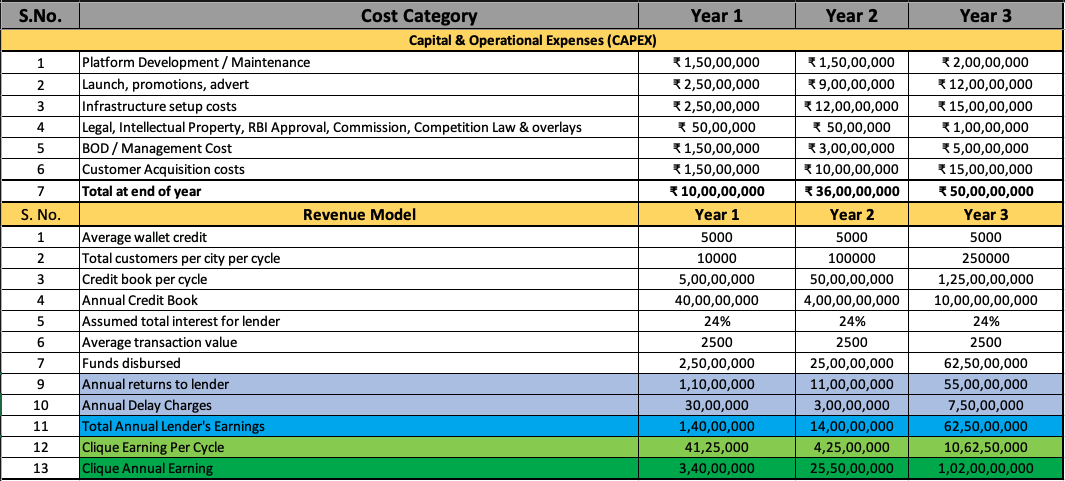 S.No. Cost Category Year 1 Year 2 Year 3
Capital & Operational Expenses (CAPEX)
1 Platform Development / Maintenance ₹ 1,50,00,000 ₹ 1,50,00,000 ₹ 2,00,00,000
2 Launch, promotions, advert ₹ 2,50,00,000 ₹ 9,00,00,000 ₹ 12,00,00,000
3 Infrastructure setup costs ₹ 2,50,00,000 ₹ 12,00,00,000 ₹ 15,00,00,000
4 Legal, Intellectual Property, RBI Approval, Commission, Competition Law & overlays ₹ 50,00,000 ₹ 50,00,000 ₹ 1,00,00,000
5 BOD / Management Cost ₹ 1,50,00,000 ₹ 3,00,00,000 ₹ 5,00,00,000
6 Customer Acquisition costs ₹ 1,50,00,000 ₹ 10,00,00,000 ₹ 15,00,00,000
7 Total at end of year ₹ 10,00,00,000 ₹ 36,00,00,000 ₹ 50,00,00,000
S. No. Revenue Model Year 1 Year 2 Year 3
1 Average wallet credit 5000 5000 5000
2 Total customers per city per cycle 10000 100000 250000
3 Credit book per cycle 5,00,00,000 50,00,00,000 1,25,00,00,000
4 Annual Credit Book 40,00,00,000 4,00,00,00,000 10,00,00,00,000
5 Assumed total interest for lender 24% 24% 24%
6 Average transaction value 2500 2500 2500
7 Funds disbursed 2,50,00,000 25,00,00,000 62,50,00,000
9 Annual returns to lender 1,10,00,000 11,00,00,000 55,00,00,000
10 Annual Delay Charges 30,00,000 3,00,00,000 7,50,00,000
11 Total Annual Lender's Earnings 1,40,00,000 14,00,00,000 62,50,00,000
12 Clique Earning Per Cycle 41,25,000 4,25,00,000 10,62,50,000
13 Clique Annual Earning 3,40,00,000 25,50,00,000 1,02,00,00,000